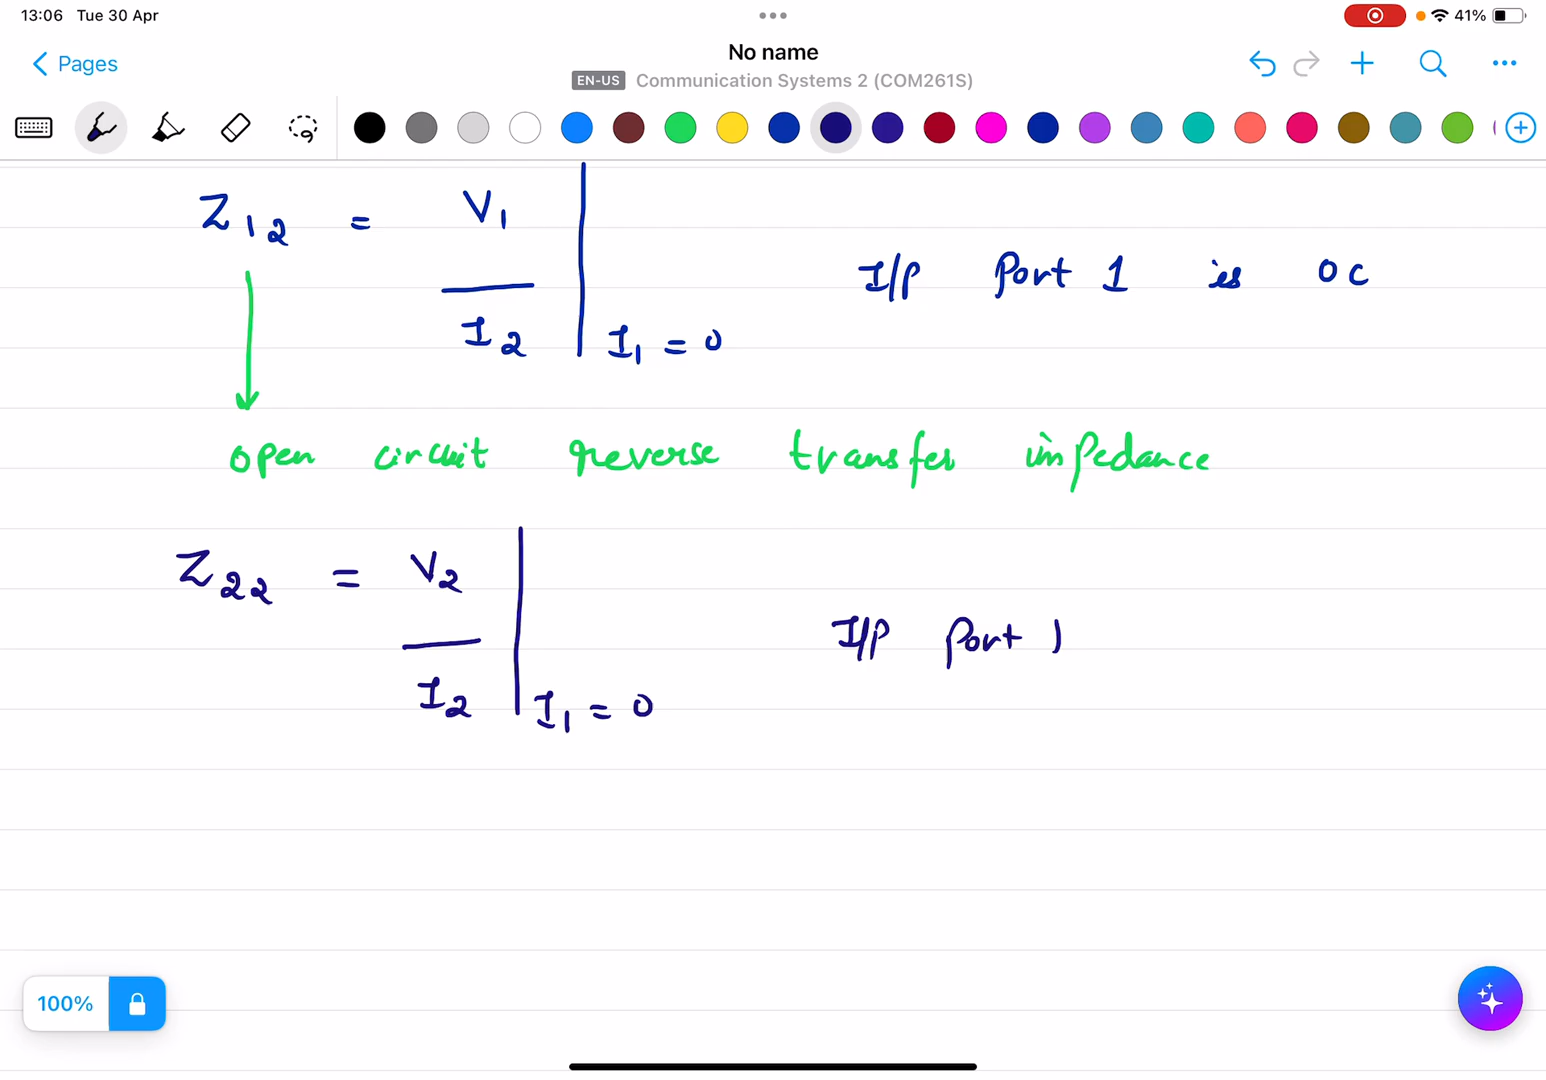 13:06 Tue 30 Apr 41%
Pages
No name
EN-US Communication Systems 2 (COM261S)
Z12 = V1 / I2 | I1 = 0
I/P Port 1 is OC
open circuit reverse transfer impedance
Z22 = V2 / I2 | I1 = 0
I/P Port 1
100%